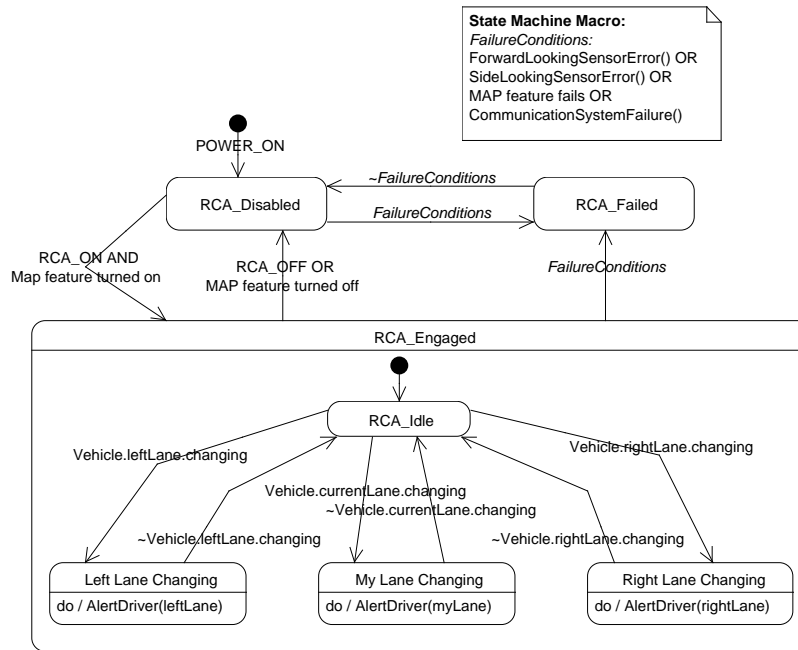 State Machine Macro:
FailureConditions:
ForwardLookingSensorError() OR
SideLookingSensorError() OR
MAP feature fails OR
CommunicationSystemFailure()
POWER_ON
~FailureConditions
RCA_Disabled
RCA_Failed
FailureConditions
RCA_ON AND
Map feature turned on
RCA_OFF OR
MAP feature turned off
FailureConditions
RCA_Engaged
RCA_Idle
Vehicle.leftLane.changing
Vehicle.rightLane.changing
Vehicle.currentLane.changing
~Vehicle.currentLane.changing
~Vehicle.leftLane.changing
~Vehicle.rightLane.changing
Left Lane Changing
do / AlertDriver(leftLane)
My Lane Changing
do / AlertDriver(myLane)
Right Lane Changing
do / AlertDriver(rightLane)